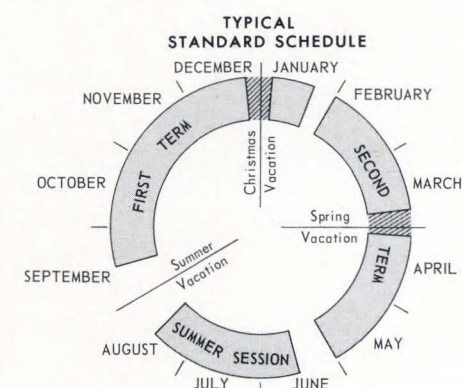 TYPICAL
STANDARD SCHEDULE
DECEMBER
JANUARY
NOVEMBER
FEBRUARY
FIRST TERM
Christmas
Vacation
SECOND
OCTOBER
MARCH
Spring
Vacation
Summer
Vacation
TERM
SEPTEMBER
APRIL
SUMMER SESSION
AUGUST
MAY
JULY
JUNE